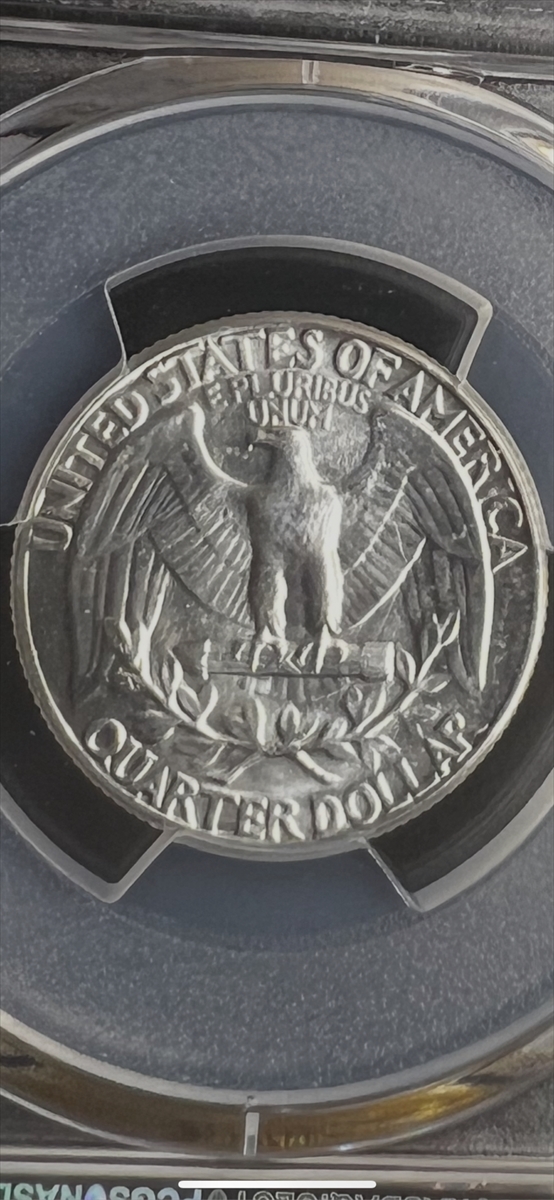 UNITED STATES OF AMERICA
E PLURIBUS
UNUM
QUARTER DOLLAR